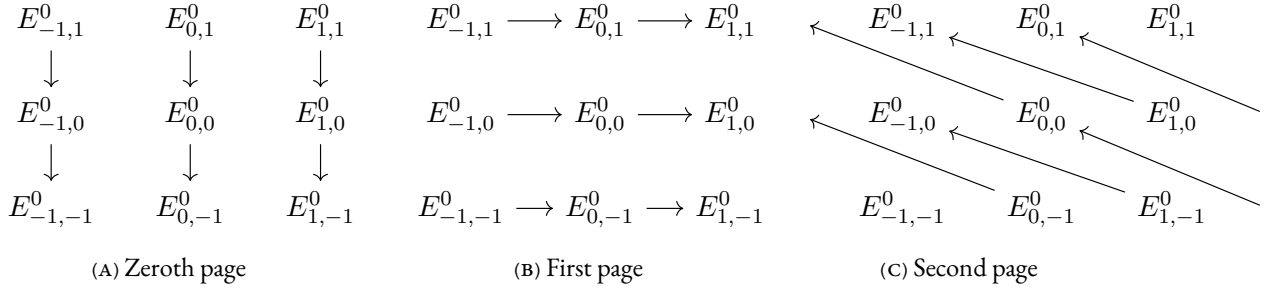 E^0_{-1,1} E^0_{0,1} E^0_{1,1} E^0_{-1,1} E^0_{0,1} E^0_{1,1} E^0_{-1,1} E^0_{0,1} E^0_{1,1}
E^0_{-1,0} E^0_{0,0} E^0_{1,0} E^0_{-1,0} E^0_{0,0} E^0_{1,0} E^0_{-1,0} E^0_{0,0} E^0_{1,0}
E^0_{-1,-1} E^0_{0,-1} E^0_{1,-1} E^0_{-1,-1} E^0_{0,-1} E^0_{1,-1} E^0_{-1,-1} E^0_{0,-1} E^0_{1,-1}
(A) Zeroth page (B) First page (C) Second page